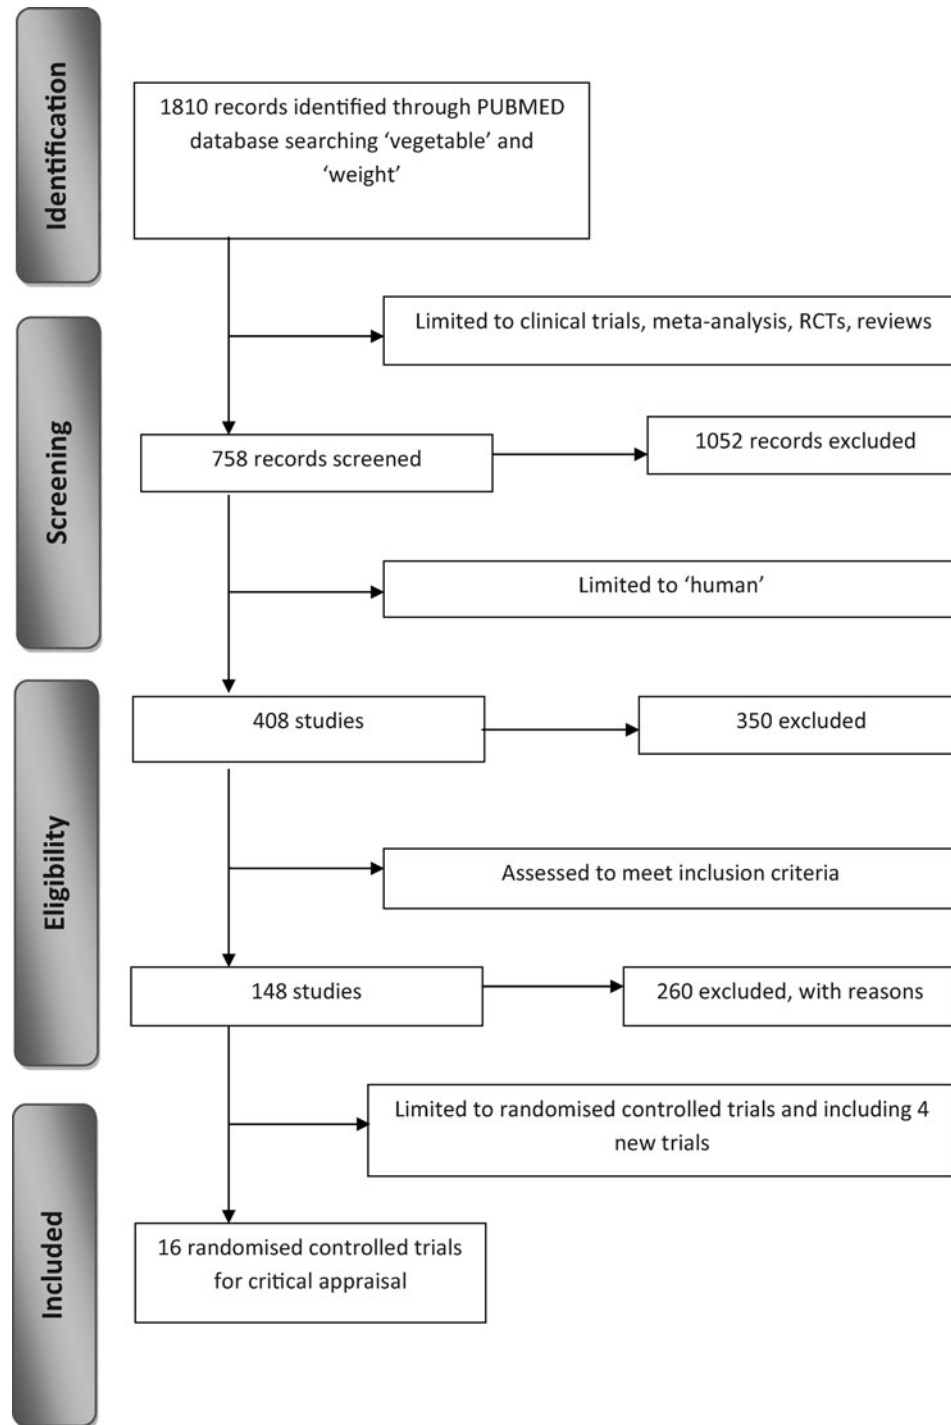 Identification
1810 records identified through PUBMED
database searching ‘vegetable’ and
‘weight’
Limited to clinical trials, meta-analysis, RCTs, reviews
Screening
758 records screened
1052 records excluded
Limited to ‘human’
Eligibility
408 studies
350 excluded
Assessed to meet inclusion criteria
148 studies
260 excluded, with reasons
Included
Limited to randomised controlled trials and including 4
new trials
16 randomised controlled trials
for critical appraisal